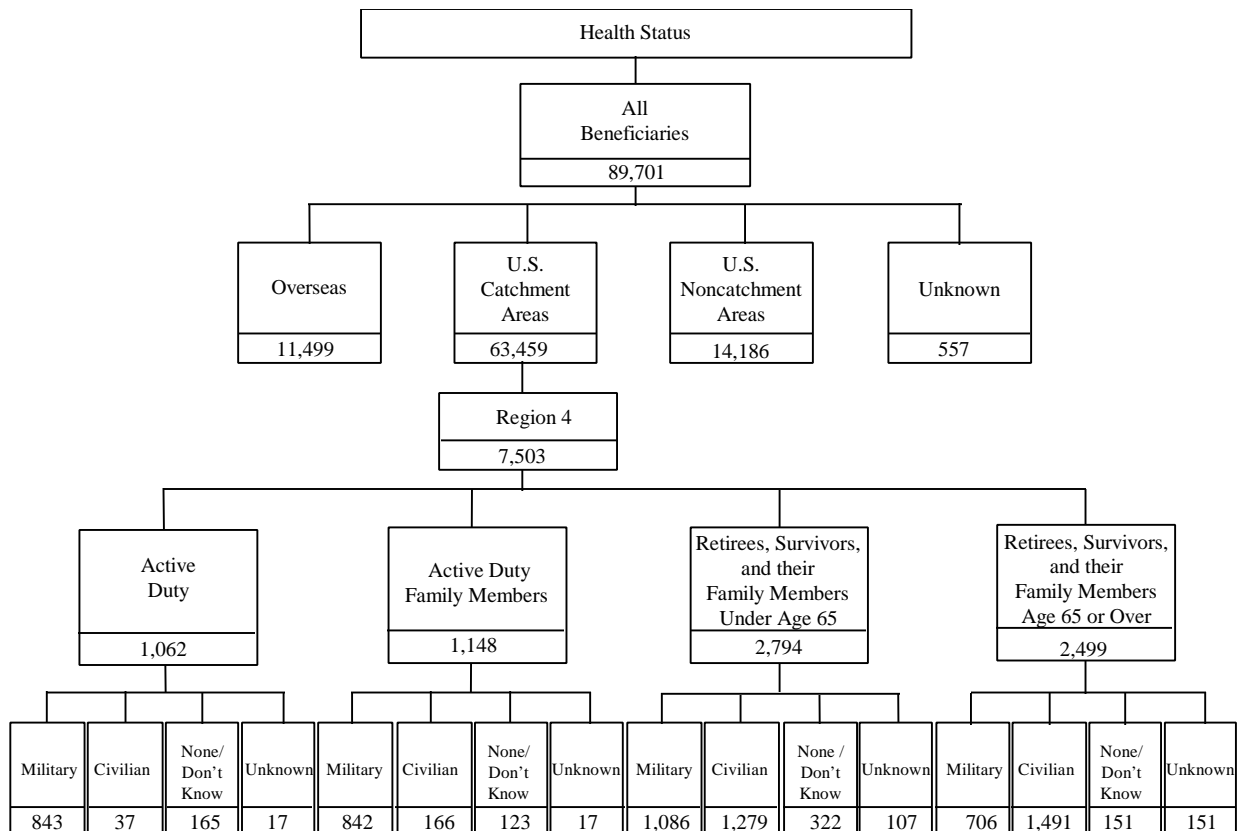 Health Status
All
Beneficiaries
89,701
Overseas
11,499
U.S.
Catchment
Areas
63,459
U.S.
Noncatchment
Areas
14,186
Unknown
557
Region 4
7,503
Active
Duty
1,062
Active Duty
Family Members
1,148
Retirees, Survivors,
and their
Family Members
Under Age 65
2,794
Retirees, Survivors,
and their
Family Members
Age 65 or Over
2,499
Military
843
Civilian
37
None/
Don't
Know
165
Unknown
17
Military
842
Civilian
166
None/
Don't
Know
123
Unknown
17
Military
1,086
Civilian
1,279
None /
Don't
Know
322
Unknown
107
Military
706
Civilian
1,491
None/
Don't
Know
151
Unknown
151